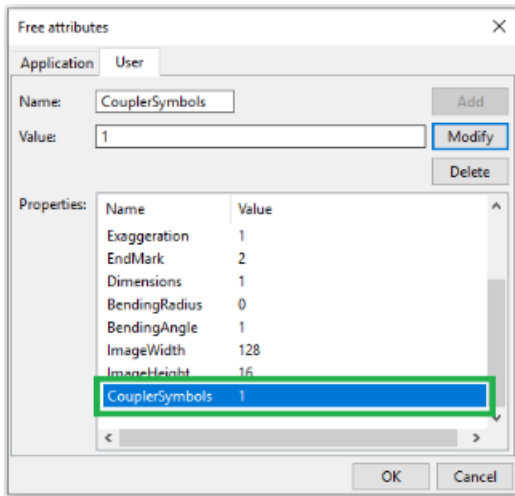 Free attributes
Application User
Name: CouplerSymbols Add
Value: 1 Modify
Delete
Properties: Name Value
Exaggeration 1
EndMark 2
Dimensions 1
BendingRadius 0
BendingAngle 1
ImageWidth 128
ImageHeight 16
CouplerSymbols 1
OK Cancel